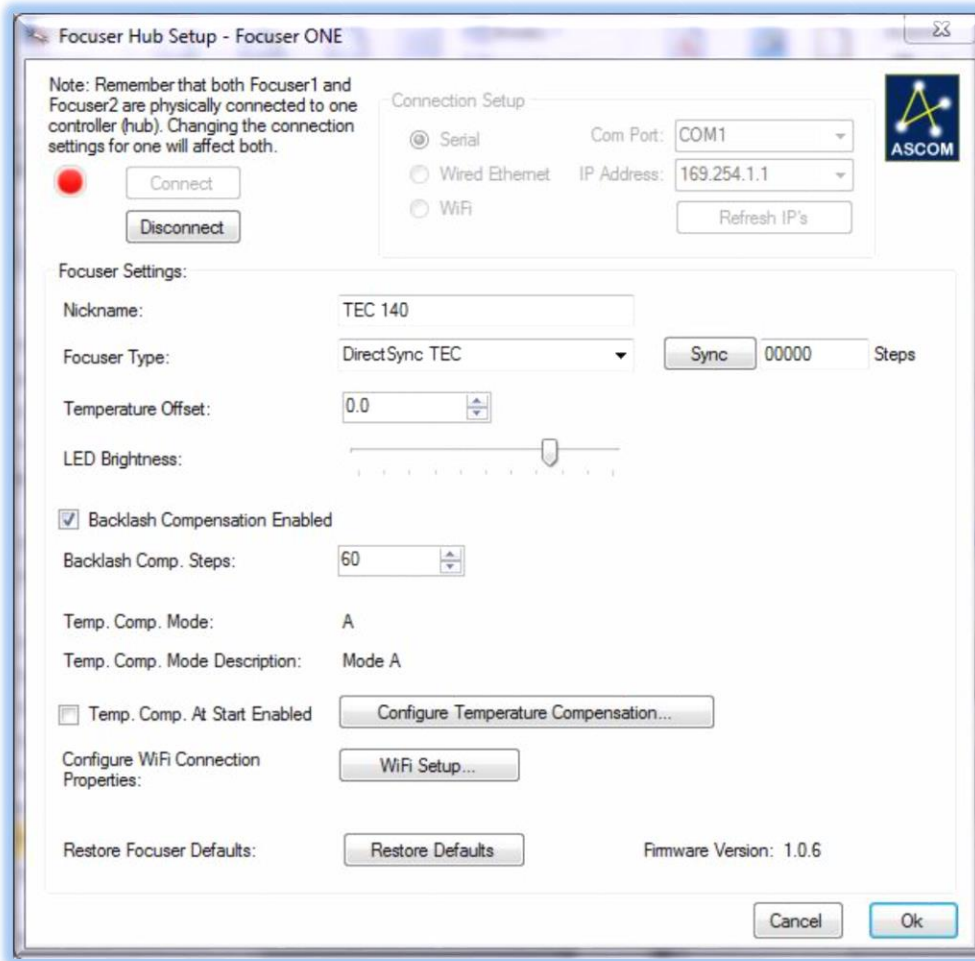 Focuser Hub Setup - Focuser ONE
Note: Remember that both Focuser1 and
Focuser2 are physically connected to one
controller (hub). Changing the connection
settings for one will affect both.
Connect
Disconnect
Connection Setup
Serial
Com Port:
COM1
Wired Ethernet
IP Address:
169.254.1.1
WiFi
Refresh IP's
ASCOM
Focuser Settings:
Nickname:
TEC 140
Focuser Type:
DirectSync TEC
Sync
00000
Steps
Temperature Offset:
0.0
LED Brightness:
Backlash Compensation Enabled
Backlash Comp. Steps:
60
Temp. Comp. Mode:
A
Temp. Comp. Mode Description:
Mode A
Temp. Comp. At Start Enabled
Configure Temperature Compensation...
Configure WiFi Connection
Properties:
WiFi Setup...
Restore Focuser Defaults:
Restore Defaults
Firmware Version: 1.0.6
Cancel
Ok